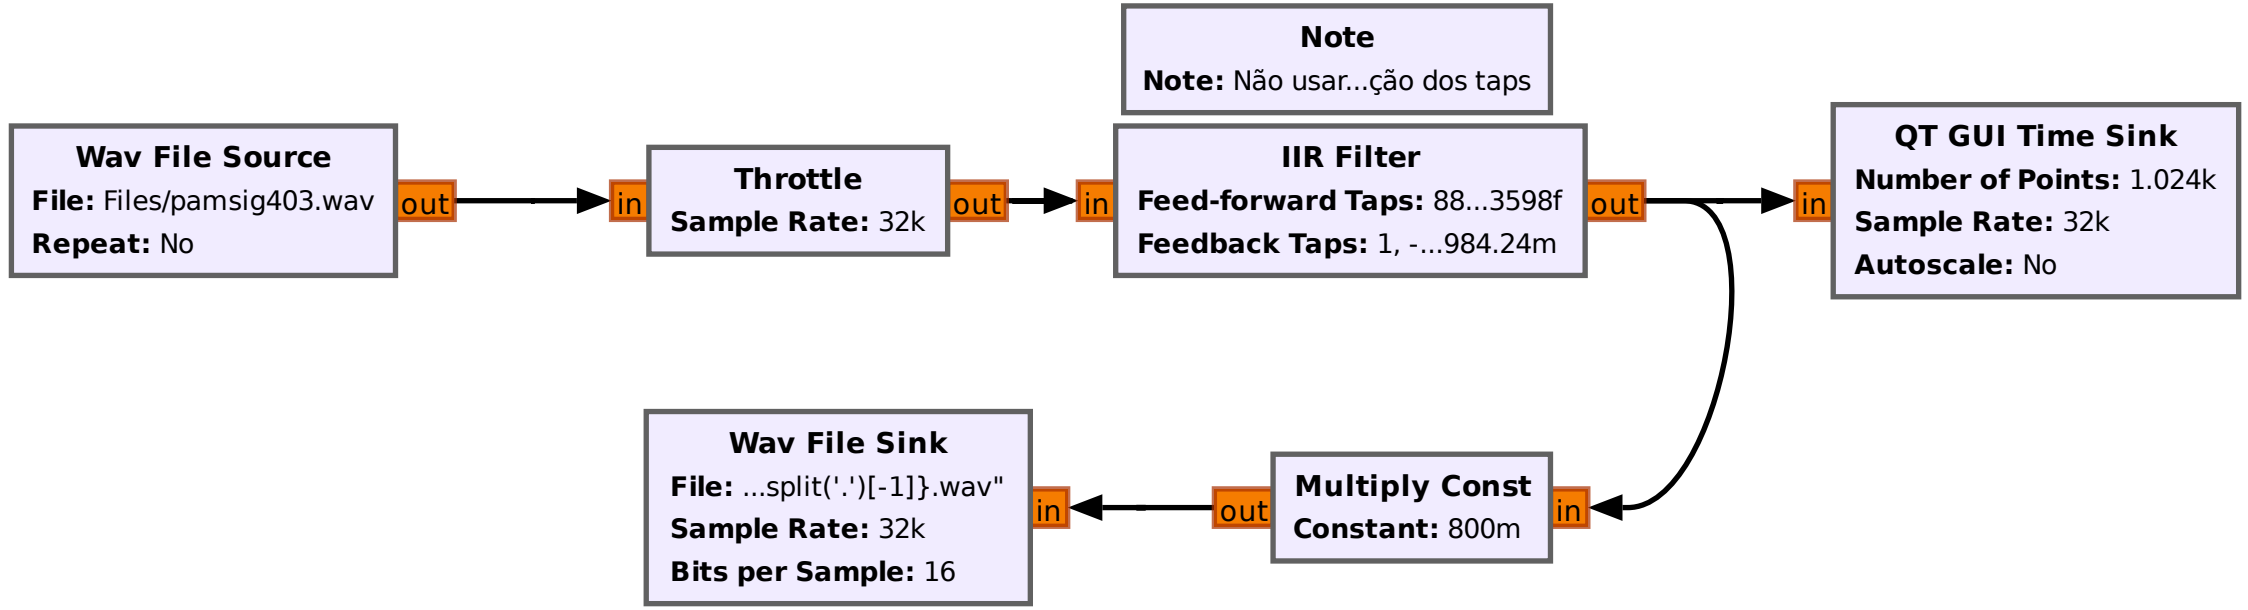 Note
Note: Não usar...ção dos taps
Wav File Source
File: Files/pamsig403.wav
Repeat: No
out
in
Throttle
Sample Rate: 32k
out
in
IIR Filter
Feed-forward Taps: 88...3598f
Feedback Taps: 1, -...984.24m
out
in
QT GUI Time Sink
Number of Points: 1.024k
Sample Rate: 32k
Autoscale: No
Wav File Sink
File: ...split('.')[-1]}.wav"
Sample Rate: 32k
Bits per Sample: 16
in
out
Multiply Const
Constant: 800m
in